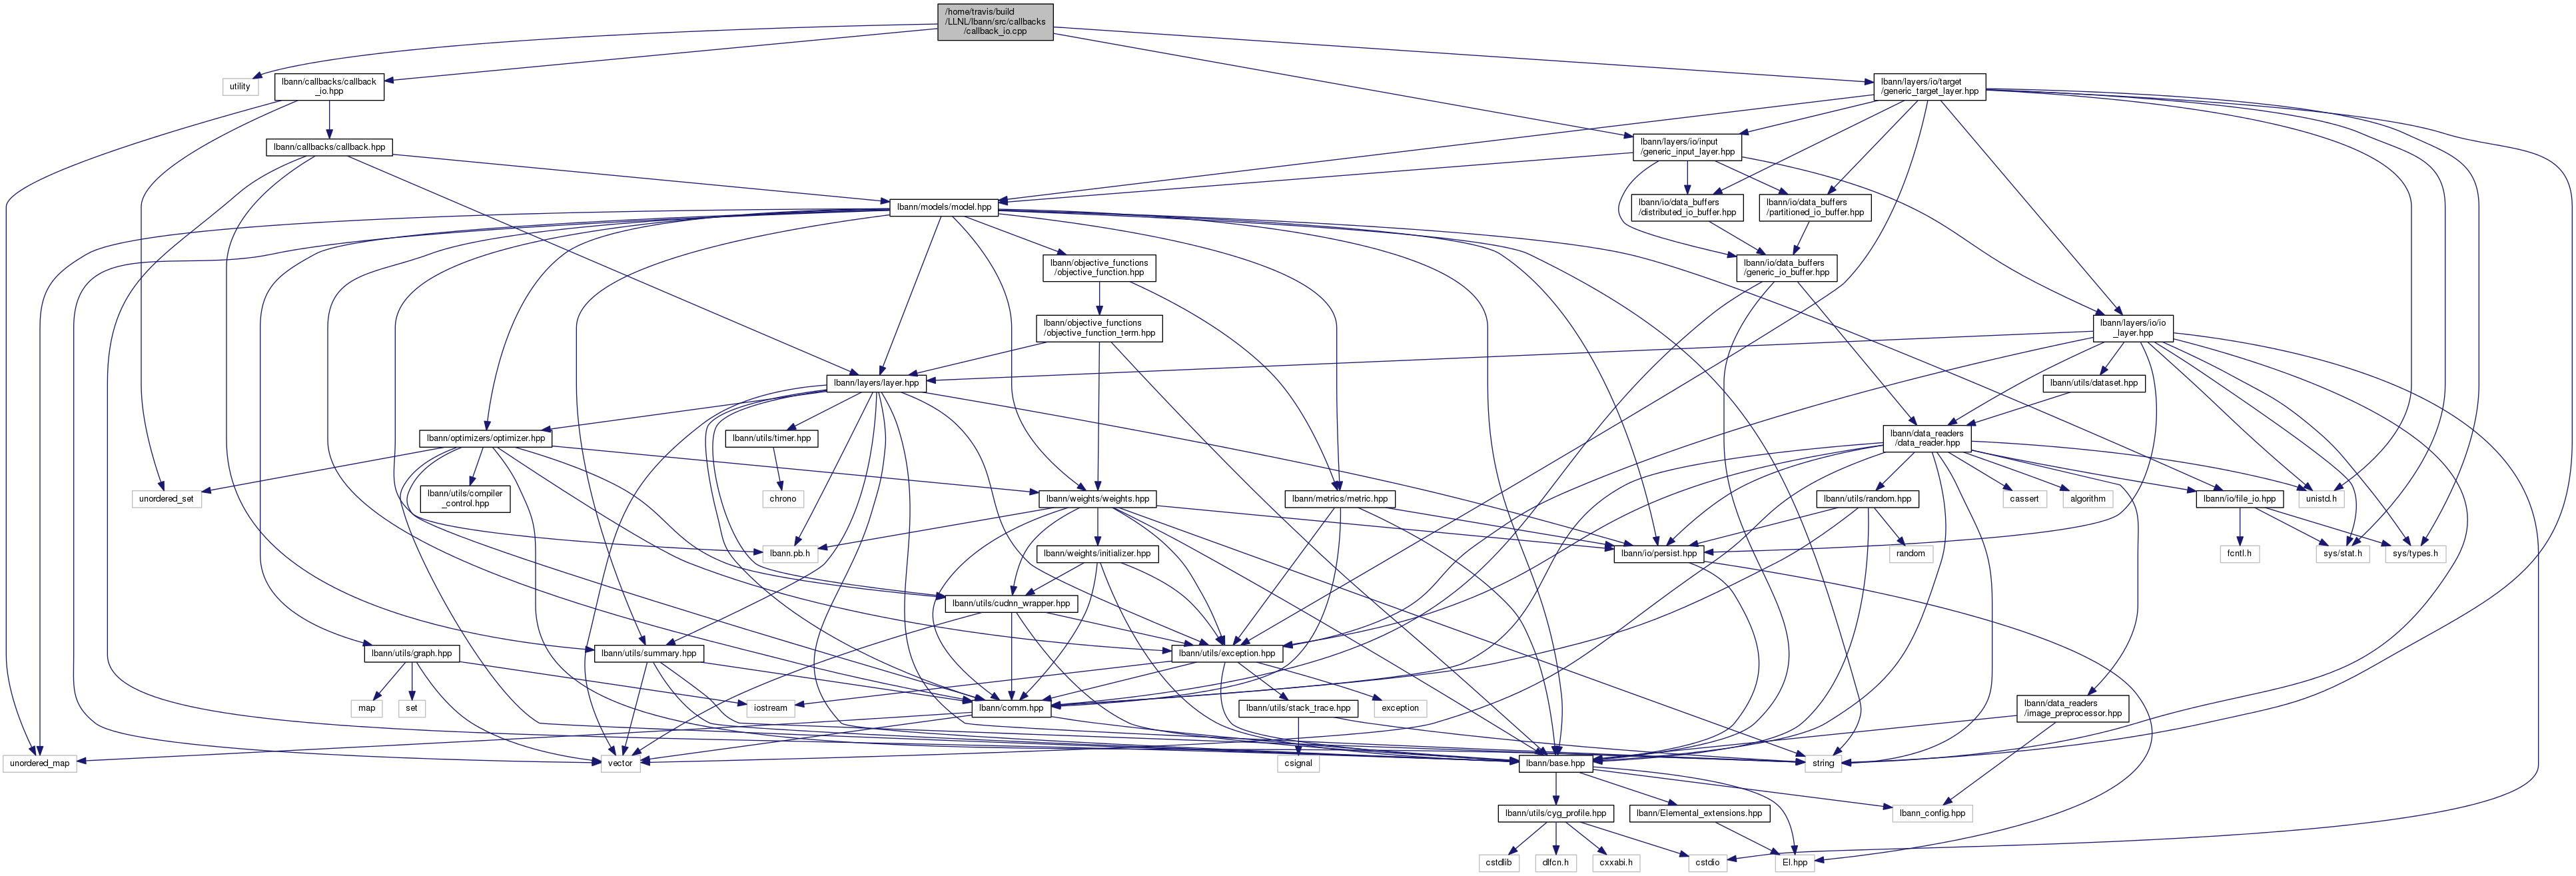 /home/travis/build
/LLNL/lbann/src/callbacks
/callback_io.cpp
utility
lbann/callbacks/callback
_io.hpp
lbann/layers/io/target
/generic_target_layer.hpp
lbann/callbacks/callback.hpp
lbann/layers/io/input
/generic_input_layer.hpp
lbann/models/model.hpp
lbann/io/data_buffers
/distributed_io_buffer.hpp
lbann/io/data_buffers
/partitioned_io_buffer.hpp
lbann/objective_functions
/objective_function.hpp
lbann/io/data_buffers
/generic_io_buffer.hpp
lbann/objective_functions
/objective_function_term.hpp
lbann/layers/io/io
_layer.hpp
lbann/layers/layer.hpp
lbann/utils/dataset.hpp
lbann/optimizers/optimizer.hpp
lbann/utils/timer.hpp
lbann/data_readers
/data_reader.hpp
unordered_set
lbann/utils/compiler
_control.hpp
chrono
lbann/weights/weights.hpp
lbann/metrics/metric.hpp
lbann/utils/random.hpp
cassert
algorithm
lbann/io/file_io.hpp
unistd.h
lbann.pb.h
lbann/weights/initializer.hpp
lbann/io/persist.hpp
random
fcntl.h
sys/stat.h
sys/types.h
lbann/utils/cudnn_wrapper.hpp
lbann/utils/graph.hpp
lbann/utils/summary.hpp
lbann/utils/exception.hpp
map
set
iostream
lbann/comm.hpp
lbann/utils/stack_trace.hpp
exception
lbann/data_readers
/image_preprocessor.hpp
unordered_map
vector
csignal
lbann/base.hpp
string
lbann/utils/cyg_profile.hpp
lbann/Elemental_extensions.hpp
lbann_config.hpp
cstdlib
dlfcn.h
cxxabi.h
cstdio
El.hpp